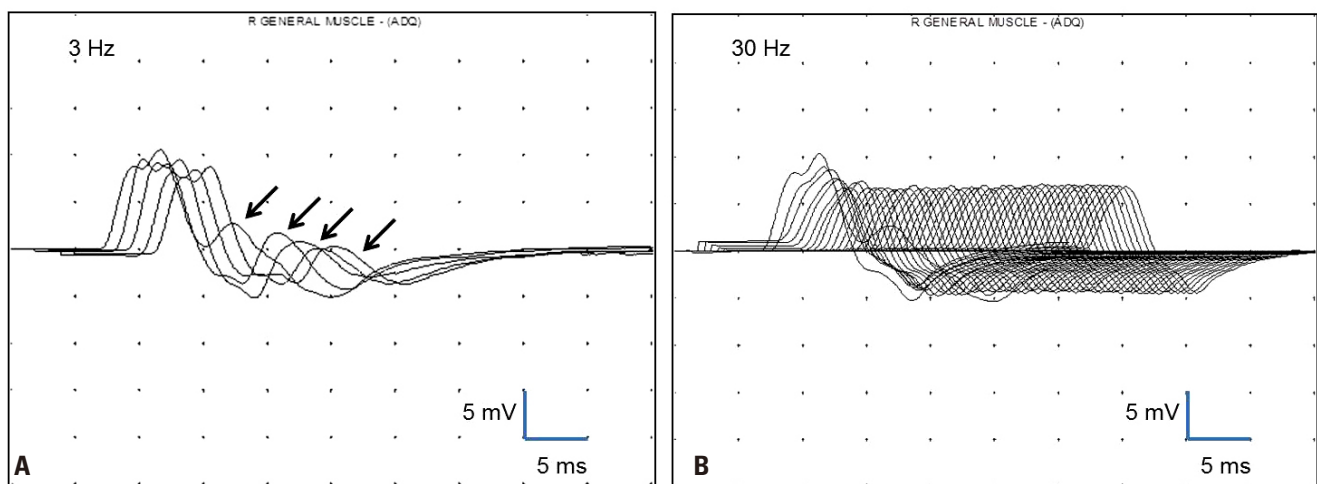 R GENERAL MUSCLE - (ADQ)
3 Hz
5 mV
5 ms
A
R GENERAL MUSCLE - (ADQ)
30 Hz
5 mV
5 ms
B